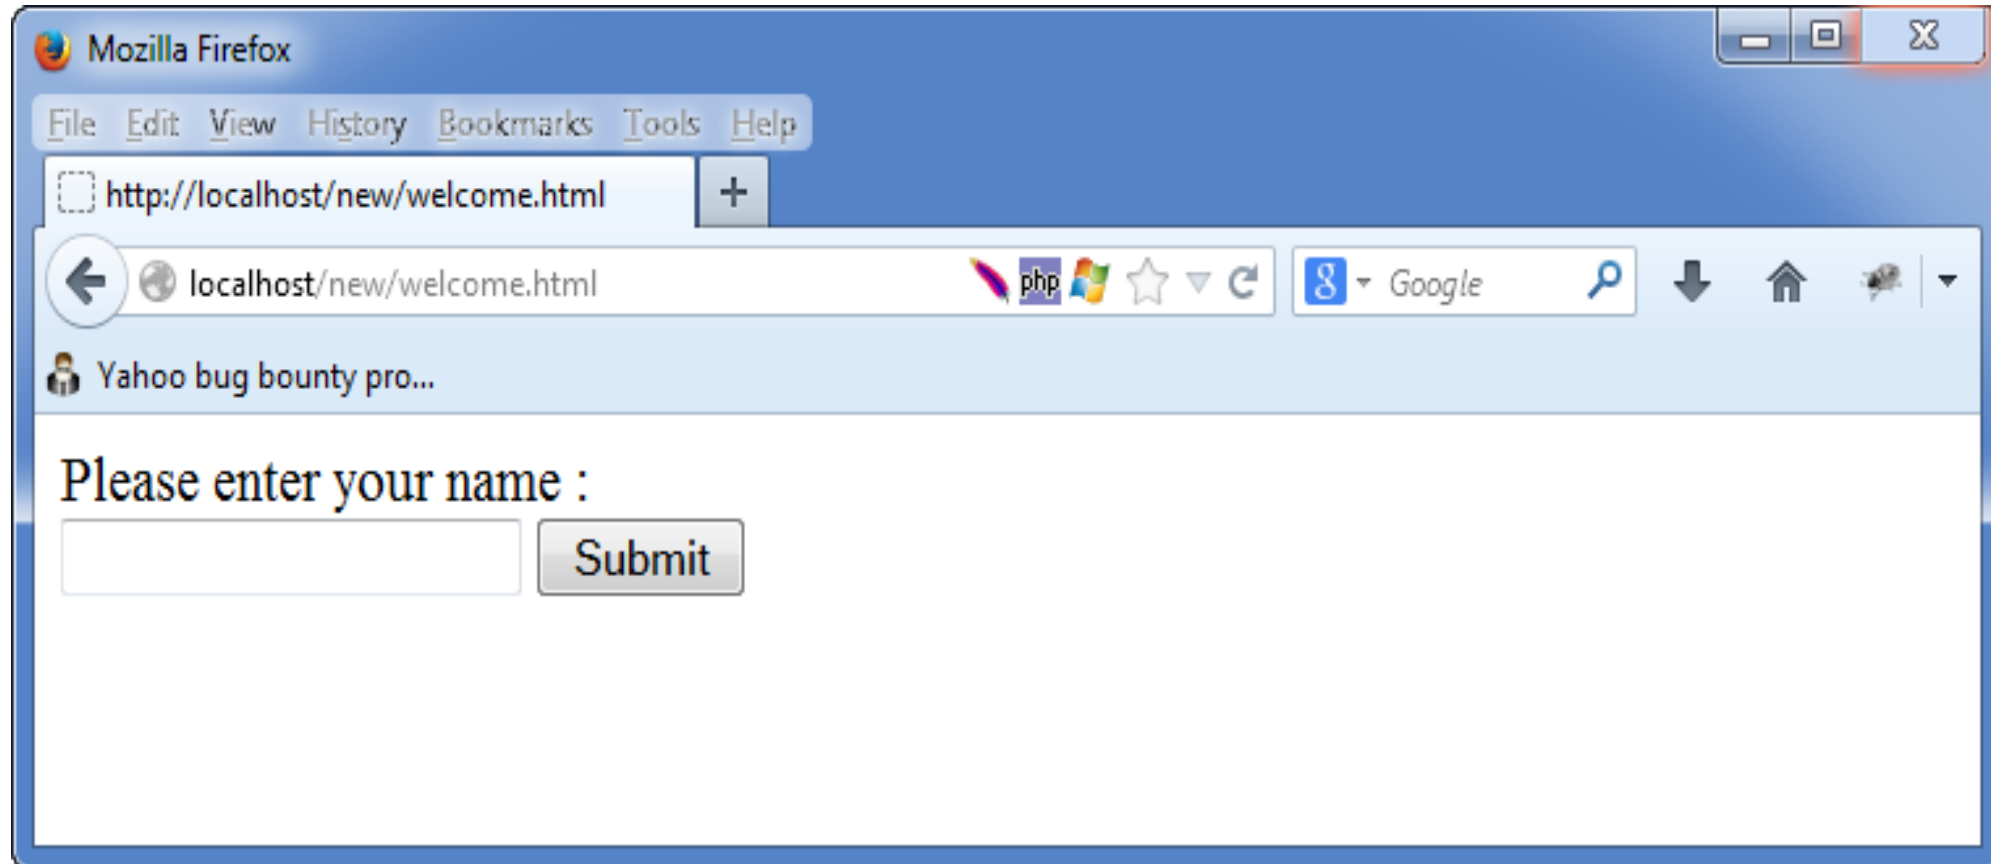 Mozilla Firefox
File Edit View History Bookmarks Tools Help
http://localhost/new/welcome.html +
localhost/new/welcome.html php 8 Google
Yahoo bug bounty pro...
Please enter your name :
Submit